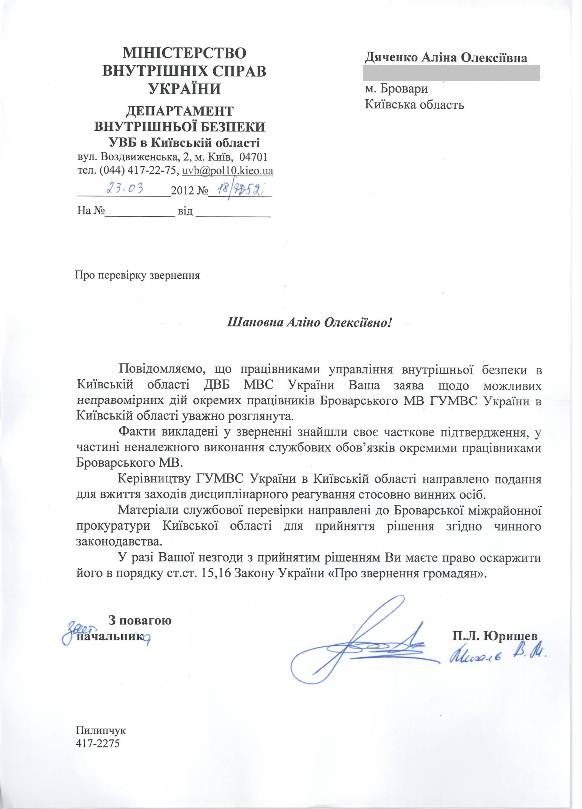 МІНІСТЕРСТВО
ВНУТРІШНІХ СПРАВ
УКРАЇНИ
ДЕПАРТАМЕНТ
ВНУТРІШНЬОЇ БЕЗПЕКИ
УВБ в Київській області
вул. Воздвиженська, 2, м. Київ, 04701
тел. (044) 417-22-75, uvb@pol10.kieo.ua
23.03 2012 № 18/
На № від
Дяченко Аліна Олексіївна
м. Бровари
Київська область
Про перевірку звернення
Шановна Аліно Олексіївно!
Повідомляємо, що працівниками управління внутрішньої безпеки в
Київській області ДВБ МВС України Ваша заява щодо можливих
неправомірних дій окремих працівників Броварського МВ ГУМВС України в
Київській області уважно розглянута.
Факти викладені у зверненні знайшли своє часткове підтвердження, у
частині неналежного виконання службових обов'язків окремими працівниками
Броварського МВ.
Керівництву ГУМВС України в Київській області направлено подання
для вжиття заходів дисциплінарного реагування стосовно винних осіб.
Матеріали службової перевірки направлені до Броварської міжрайонної
прокуратури Київської області для прийняття рішення згідно чинного
законодавства.
У разі Вашої незгоди з прийнятим рішенням Ви маєте право оскаржити
його в порядку ст.ст. 15,16 Закону України «Про звернення громадян».
З повагою
Заст. начальника П.Л. Юришев
В.М.
Пилипчук
417-2275